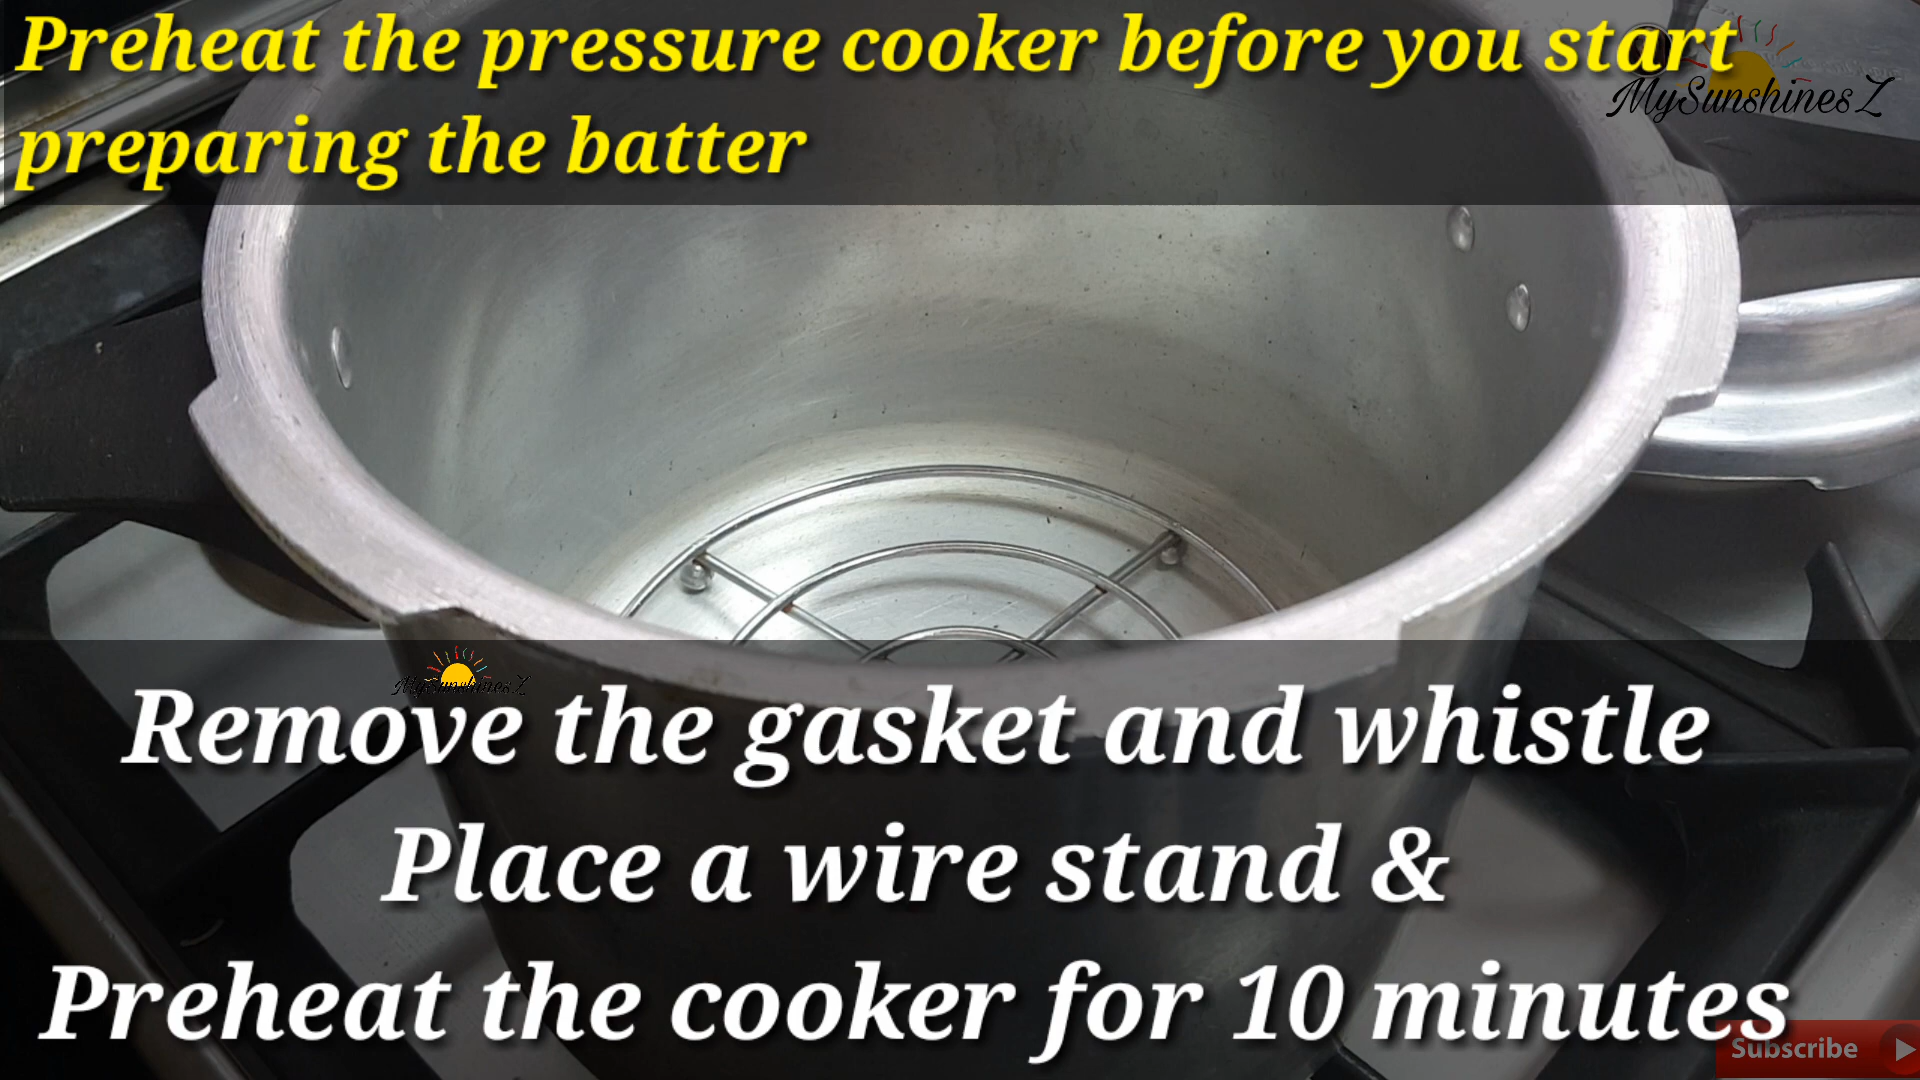 Preheat the pressure cooker before you start
MySunshinesZ
preparing the batter
MySunshinesZ
Remove the gasket and whistle
Place a wire stand &
Preheat the cooker for 10 minutes
Subscribe